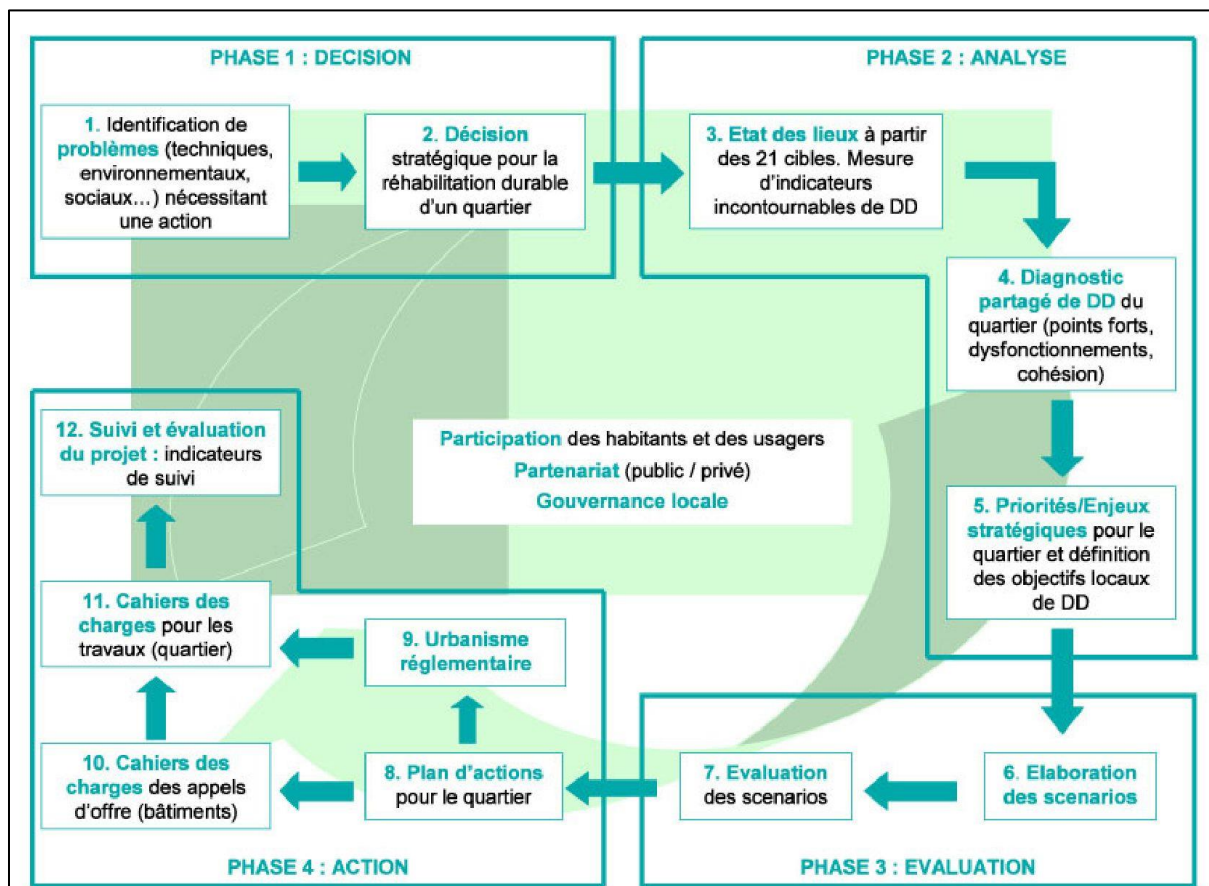 PHASE 1 : DECISION
1. Identification de
problèmes (techniques,
environnementaux,
sociaux…) nécessitant
une action
2. Décision
stratégique pour la
réhabilitation durable
d'un quartier
PHASE 2 : ANALYSE
3. Etat des lieux à partir
des 21 cibles. Mesure
d'indicateurs
incontournables de DD
4. Diagnostic
partagé de DD du
quartier (points forts,
dysfonctionnements,
cohésion)
5. Priorités/Enjeux
stratégiques pour le
quartier et définition
des objectifs locaux
de DD
Participation des habitants et des usagers
Partenariat (public / privé)
Gouvernance locale
6. Elaboration
des scenarios
7. Evaluation
des scenarios
PHASE 3 : EVALUATION
8. Plan d'actions
pour le quartier
9. Urbanisme
réglementaire
10. Cahiers des
charges des appels
d'offre (bâtiments)
11. Cahiers des
charges pour les
travaux (quartier)
12. Suivi et évaluation
du projet : indicateurs
de suivi
PHASE 4 : ACTION